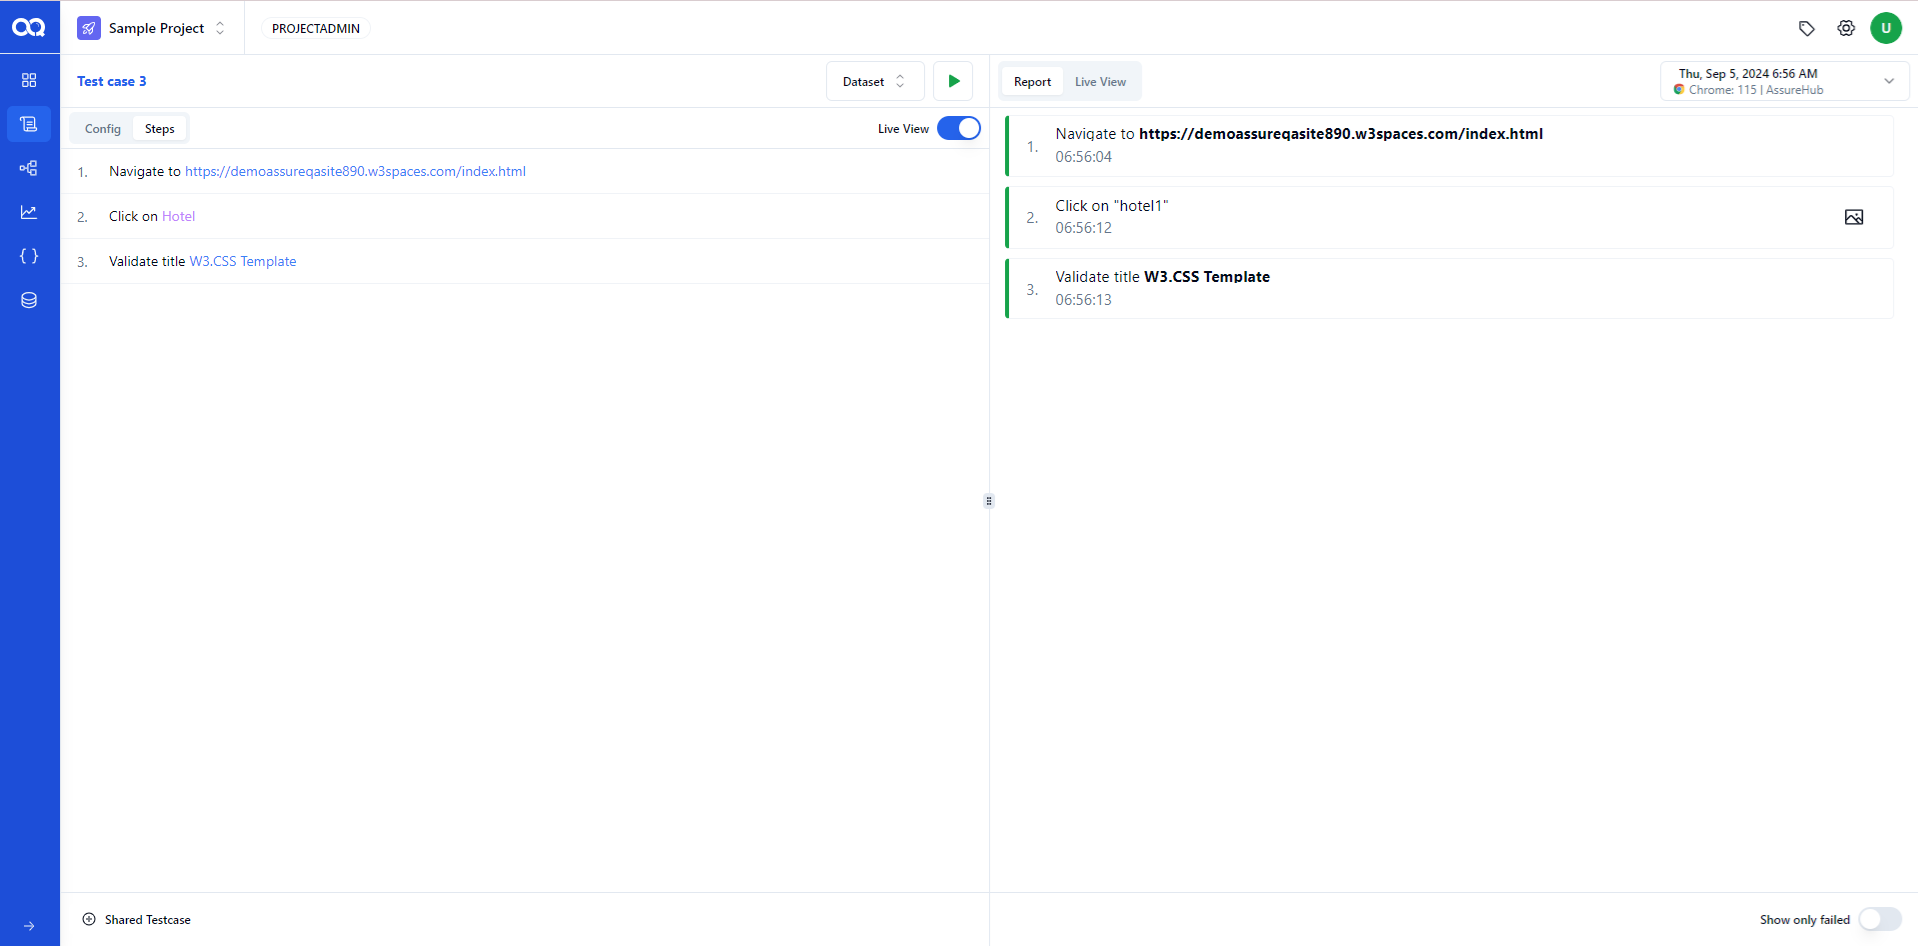 Sample Project
PROJECTADMIN
U
Test case 3
Dataset
Report
Live View
Thu, Sep 5, 2024 6:56 AM
Chrome: 115 | AssureHub
Config
Steps
Live View
1. Navigate to https://demoassureqasite890.w3spaces.com/index.html
2. Click on Hotel
3. Validate title W3.CSS Template
1. Navigate to https://demoassureqasite890.w3spaces.com/index.html
06:56:04
2. Click on "hotel1"
06:56:12
3. Validate title W3.CSS Template
06:56:13
Shared Testcase
Show only failed